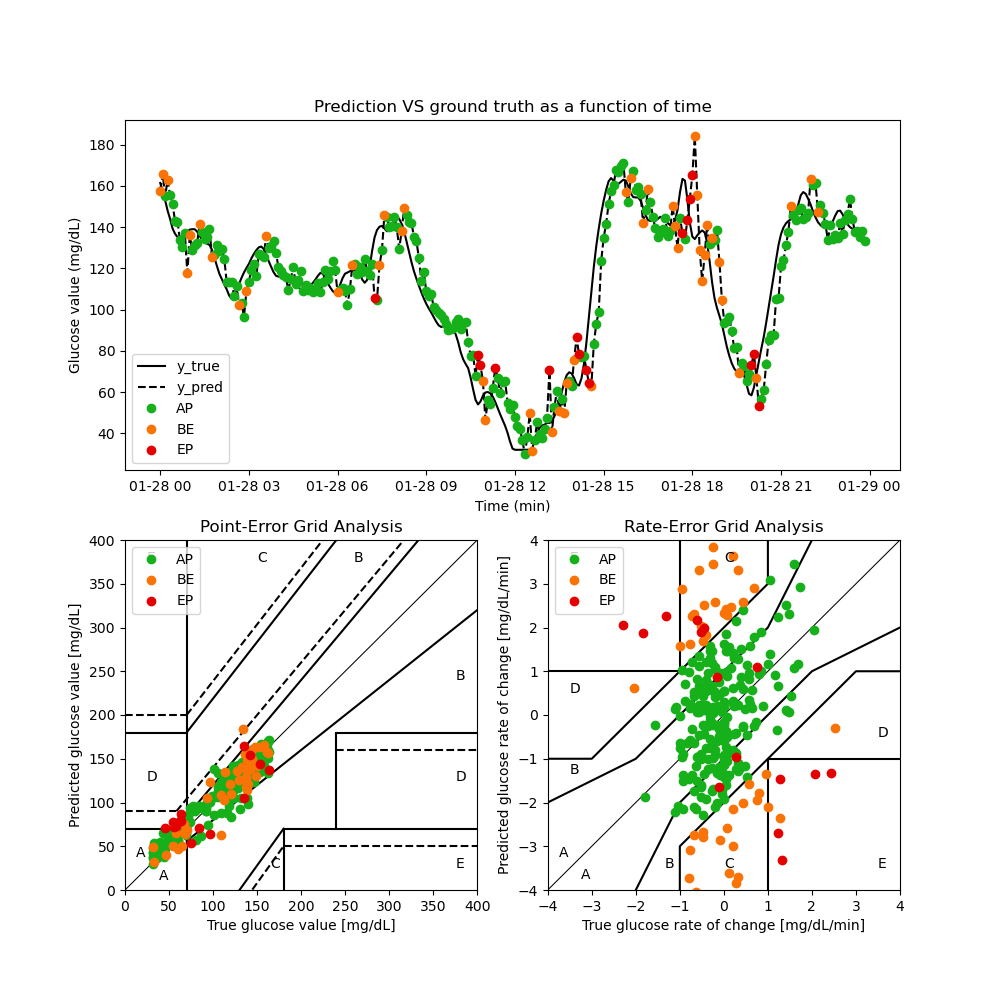 Prediction VS ground truth as a function of time
Glucose value (mg/dL)
180
160
140
120
100
80
60
40
y_true
y_pred
AP
BE
EP
01-28 00 01-28 03 01-28 06 01-28 09 01-28 12 01-28 15 01-28 18 01-28 21 01-29 00
Time (min)
Point-Error Grid Analysis
Predicted glucose value [mg/dL]
400
350
300
250
200
150
100
50
0
AP
BE
EP
C B
B
D D
A
A C E
0 50 100 150 200 250 300 350 400
True glucose value [mg/dL]
Rate-Error Grid Analysis
Predicted glucose rate of change [mg/dL/min]
4
3
2
1
0
−1
−2
−3
−4
AP
BE
EP
C
D
D
B
A
A B C E
−4 −3 −2 −1 0 1 2 3 4
True glucose rate of change [mg/dL/min]